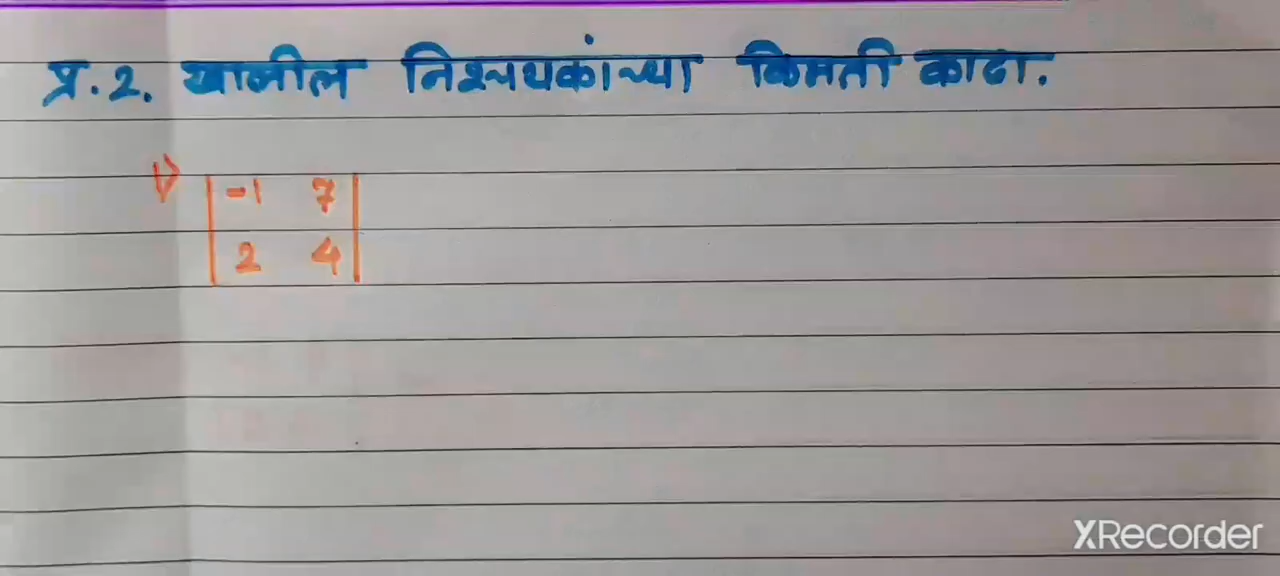 प्र.2. खालील निश्चयकांच्या किमती काढा.
1) | -1 7 |
| 2 4 |
XRecorder